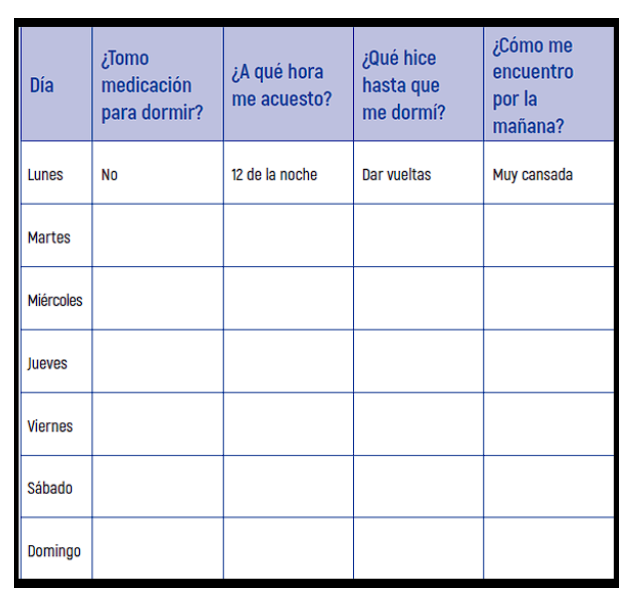 Día
¿Tomo
medicación
para dormir?
¿A qué hora
me acuesto?
¿Qué hice
hasta que
me dormí?
¿Cómo me
encuentro
por la
mañana?
Lunes
No
12 de la noche
Dar vueltas
Muy cansada
Martes
Miércoles
Jueves
Viernes
Sábado
Domingo